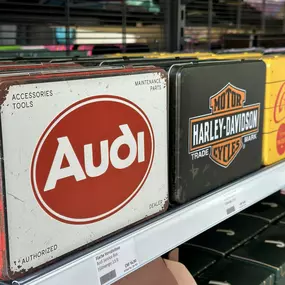 ACCESSORIES
TOOLS
MAINTENANCE
PARTS
Audi
AUTHORIZED
DEALER
MOTOR
HARLEY-DAVIDSON
TRADE
MARK
CYCLES